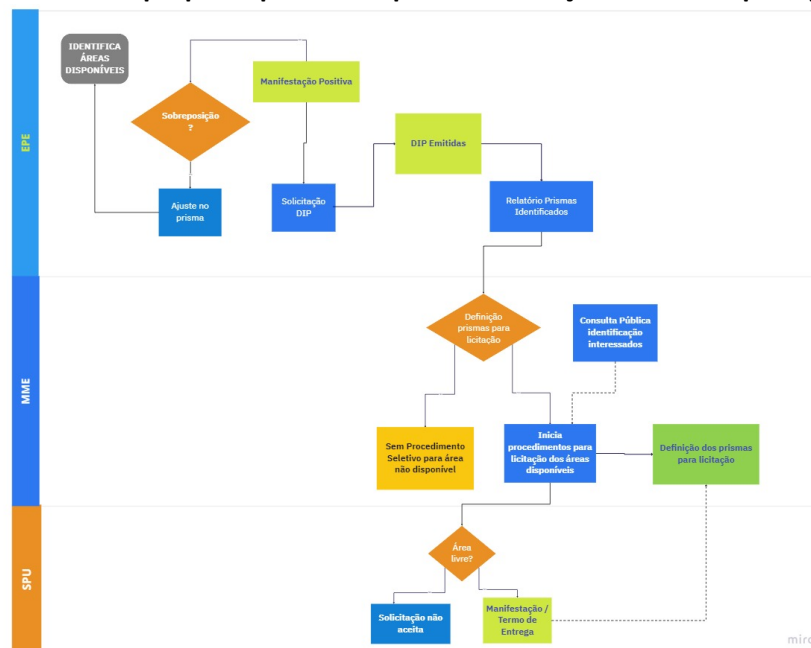 EPE
IDENTIFICA
ÁREAS
DISPONÍVEIS
Sobreposição
?
Manifestação Positiva
DIP Emitidas
Ajuste no
prisma
Solicitação
DIP
Relatório Prismas
Identificados
MME
Definição
prismas para
licitação
Consulta Pública
identificação
interessados
Sem Procedimento
Seletivo para área
não disponível
Inicia
procedimentos para
licitação dos áreas
disponíveis
Definição dos prismas
para licitação
SPU
Área
livre?
Solicitação não
aceita
Manifestação /
Termo de
Entrega